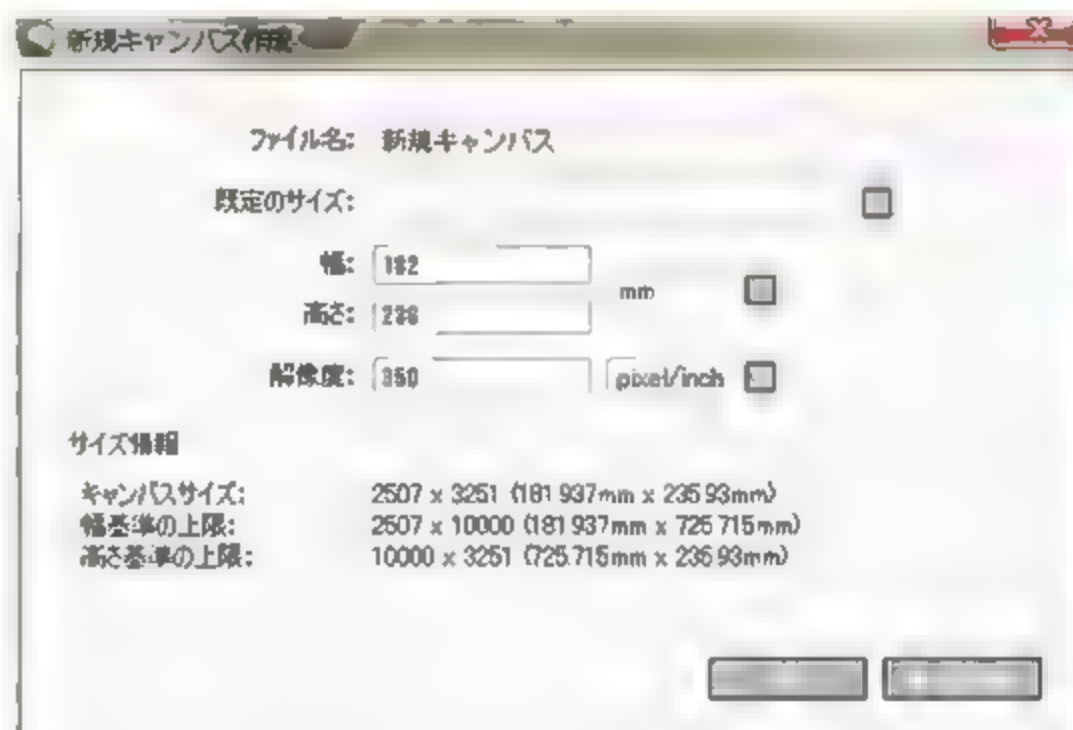 新規キャンバス作成
ファイル名: 新規キャンバス
既定のサイズ:
幅: 182
mm
高さ: 236
解像度: 350 pixel/inch
サイズ情報
キャンバスサイズ: 2507 x 3251 (181.937mm x 235.93mm)
幅基準の上限: 2507 x 10000 (181.937mm x 725.715mm)
高さ基準の上限: 10000 x 3251 (725.715mm x 235.93mm)